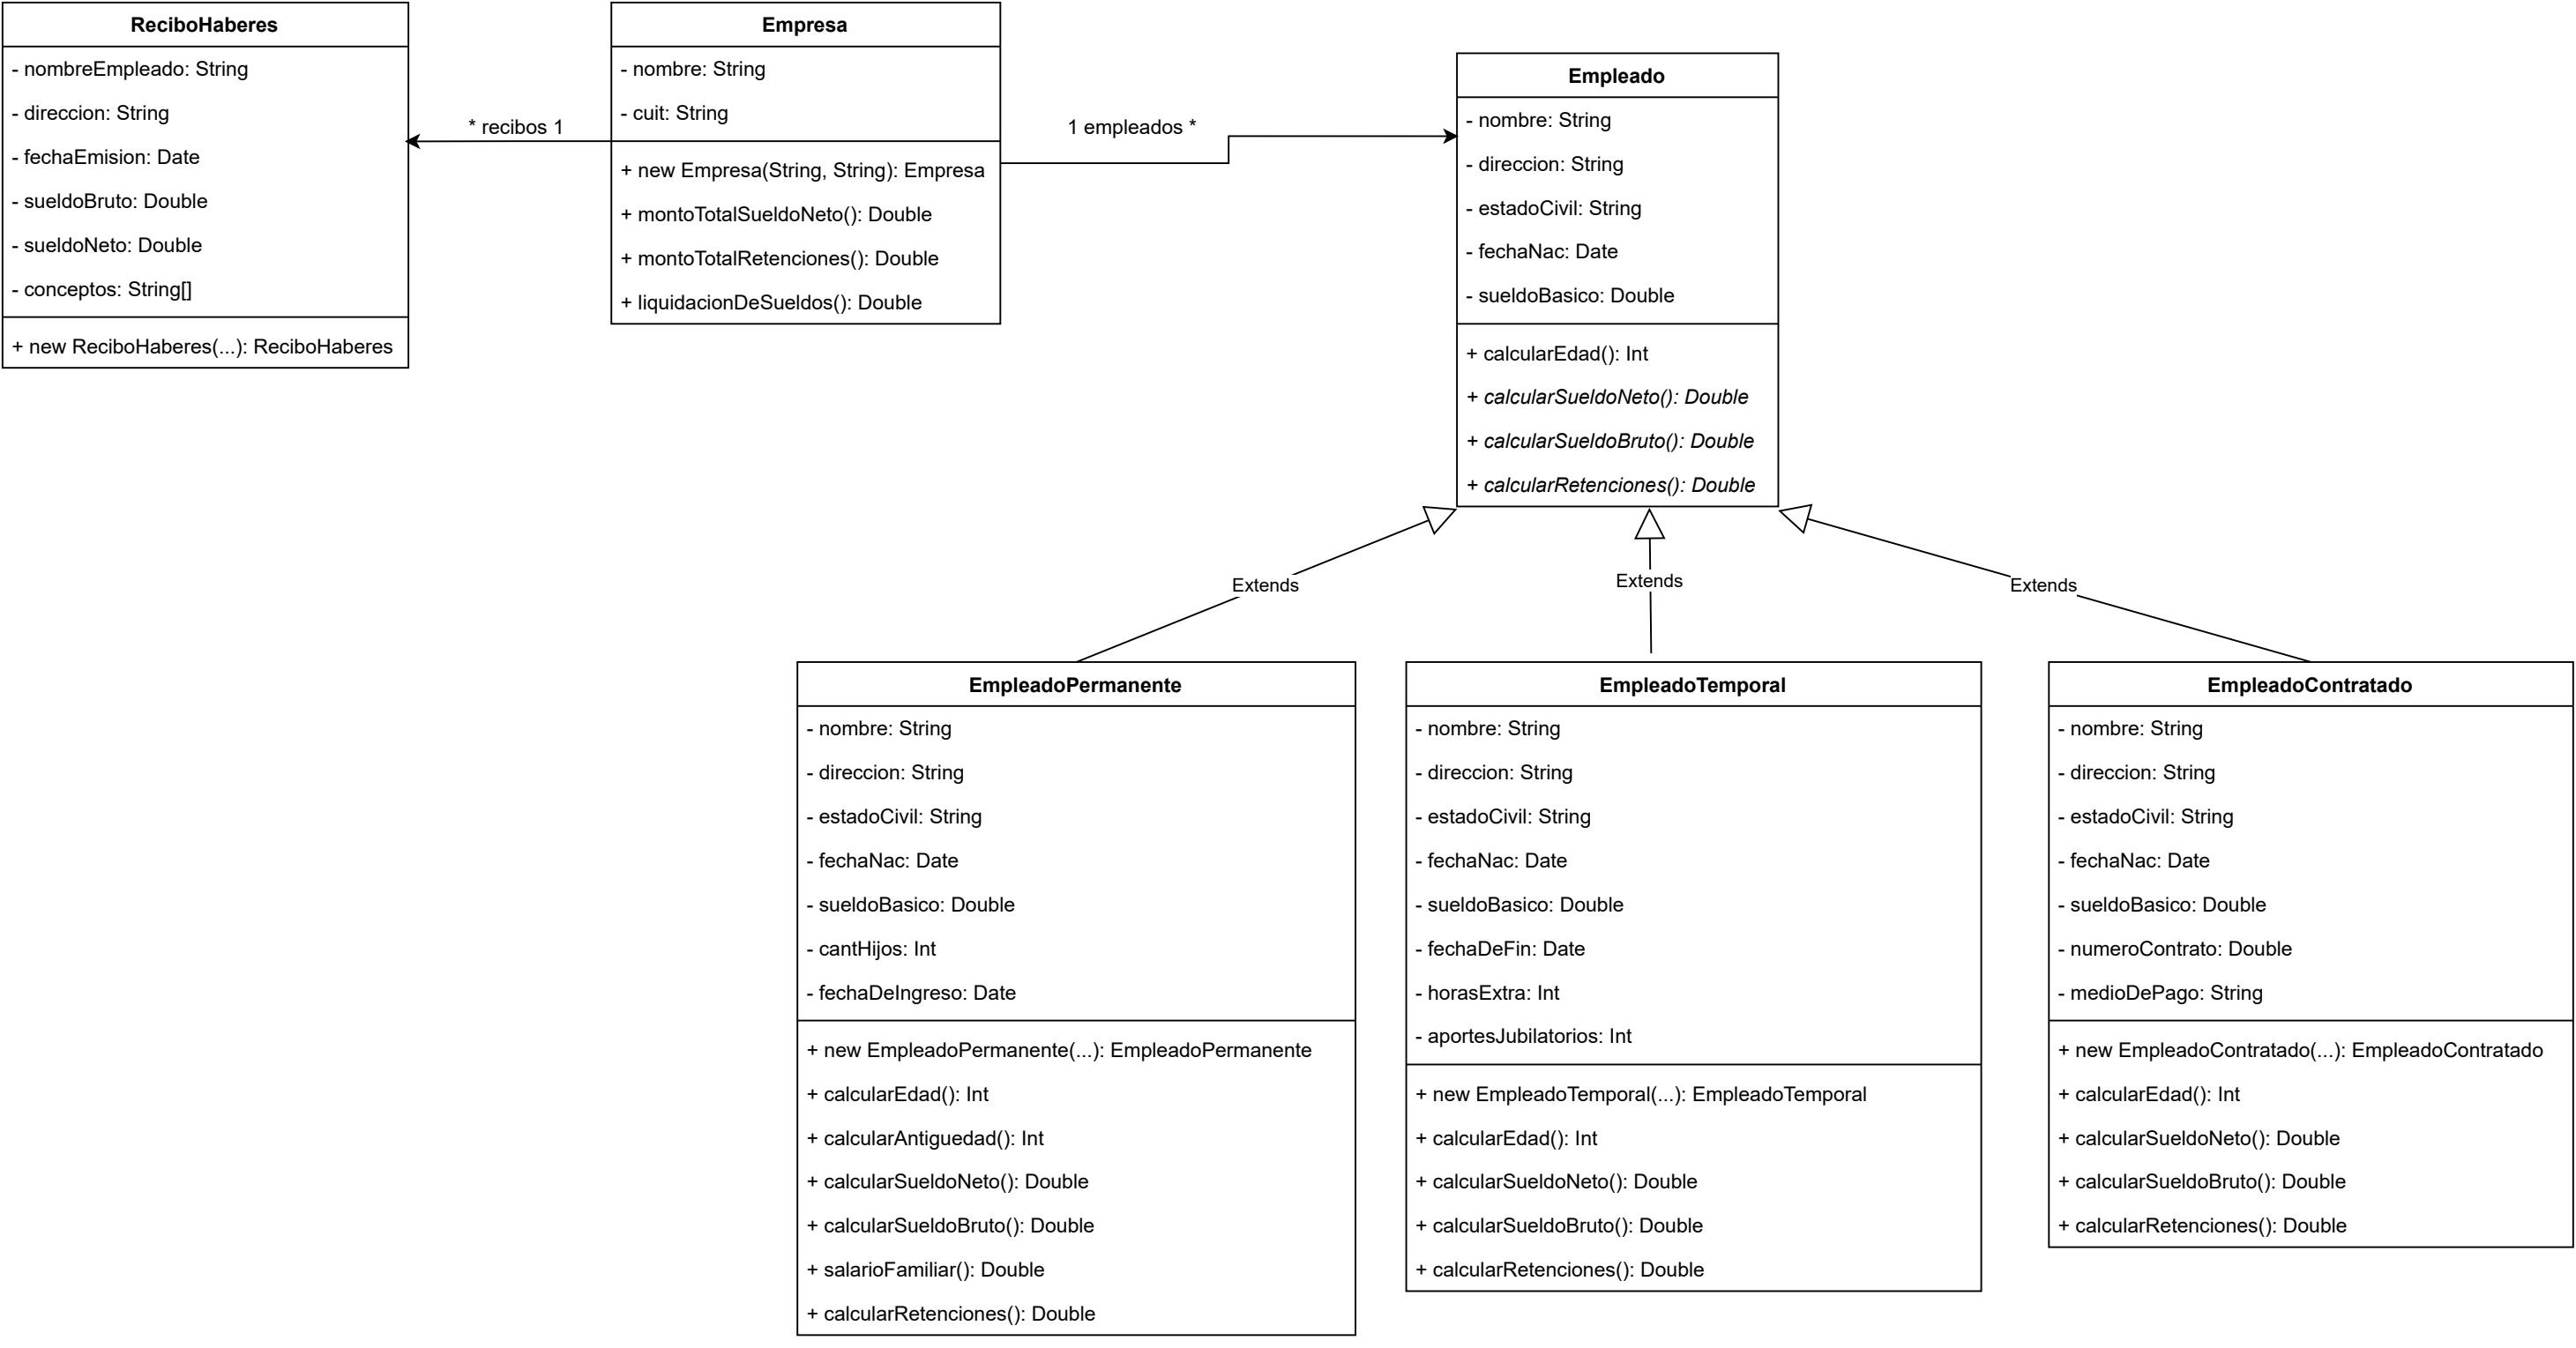 ReciboHaberes
- nombreEmpleado: String
- direccion: String
- fechaEmision: Date
- sueldoBruto: Double
- sueldoNeto: Double
- conceptos: String[]
+ new ReciboHaberes(...): ReciboHaberes
* recibos 1
Empresa
- nombre: String
- cuit: String
+ new Empresa(String, String): Empresa
+ montoTotalSueldoNeto(): Double
+ montoTotalRetenciones(): Double
+ liquidacionDeSueldos(): Double
1 empleados *
Empleado
- nombre: String
- direccion: String
- estadoCivil: String
- fechaNac: Date
- sueldoBasico: Double
+ calcularEdad(): Int
+ calcularSueldoNeto(): Double
+ calcularSueldoBruto(): Double
+ calcularRetenciones(): Double
Extends
Extends
Extends
EmpleadoPermanente
- nombre: String
- direccion: String
- estadoCivil: String
- fechaNac: Date
- sueldoBasico: Double
- cantHijos: Int
- fechaDeIngreso: Date
+ new EmpleadoPermanente(...): EmpleadoPermanente
+ calcularEdad(): Int
+ calcularAntiguedad(): Int
+ calcularSueldoNeto(): Double
+ calcularSueldoBruto(): Double
+ salarioFamiliar(): Double
+ calcularRetenciones(): Double
EmpleadoTemporal
- nombre: String
- direccion: String
- estadoCivil: String
- fechaNac: Date
- sueldoBasico: Double
- fechaDeFin: Date
- horasExtra: Int
- aportesJubilatorios: Int
+ new EmpleadoTemporal(...): EmpleadoTemporal
+ calcularEdad(): Int
+ calcularSueldoNeto(): Double
+ calcularSueldoBruto(): Double
+ calcularRetenciones(): Double
EmpleadoContratado
- nombre: String
- direccion: String
- estadoCivil: String
- fechaNac: Date
- sueldoBasico: Double
- numeroContrato: Double
- medioDePago: String
+ new EmpleadoContratado(...): EmpleadoContratado
+ calcularEdad(): Int
+ calcularSueldoNeto(): Double
+ calcularSueldoBruto(): Double
+ calcularRetenciones(): Double